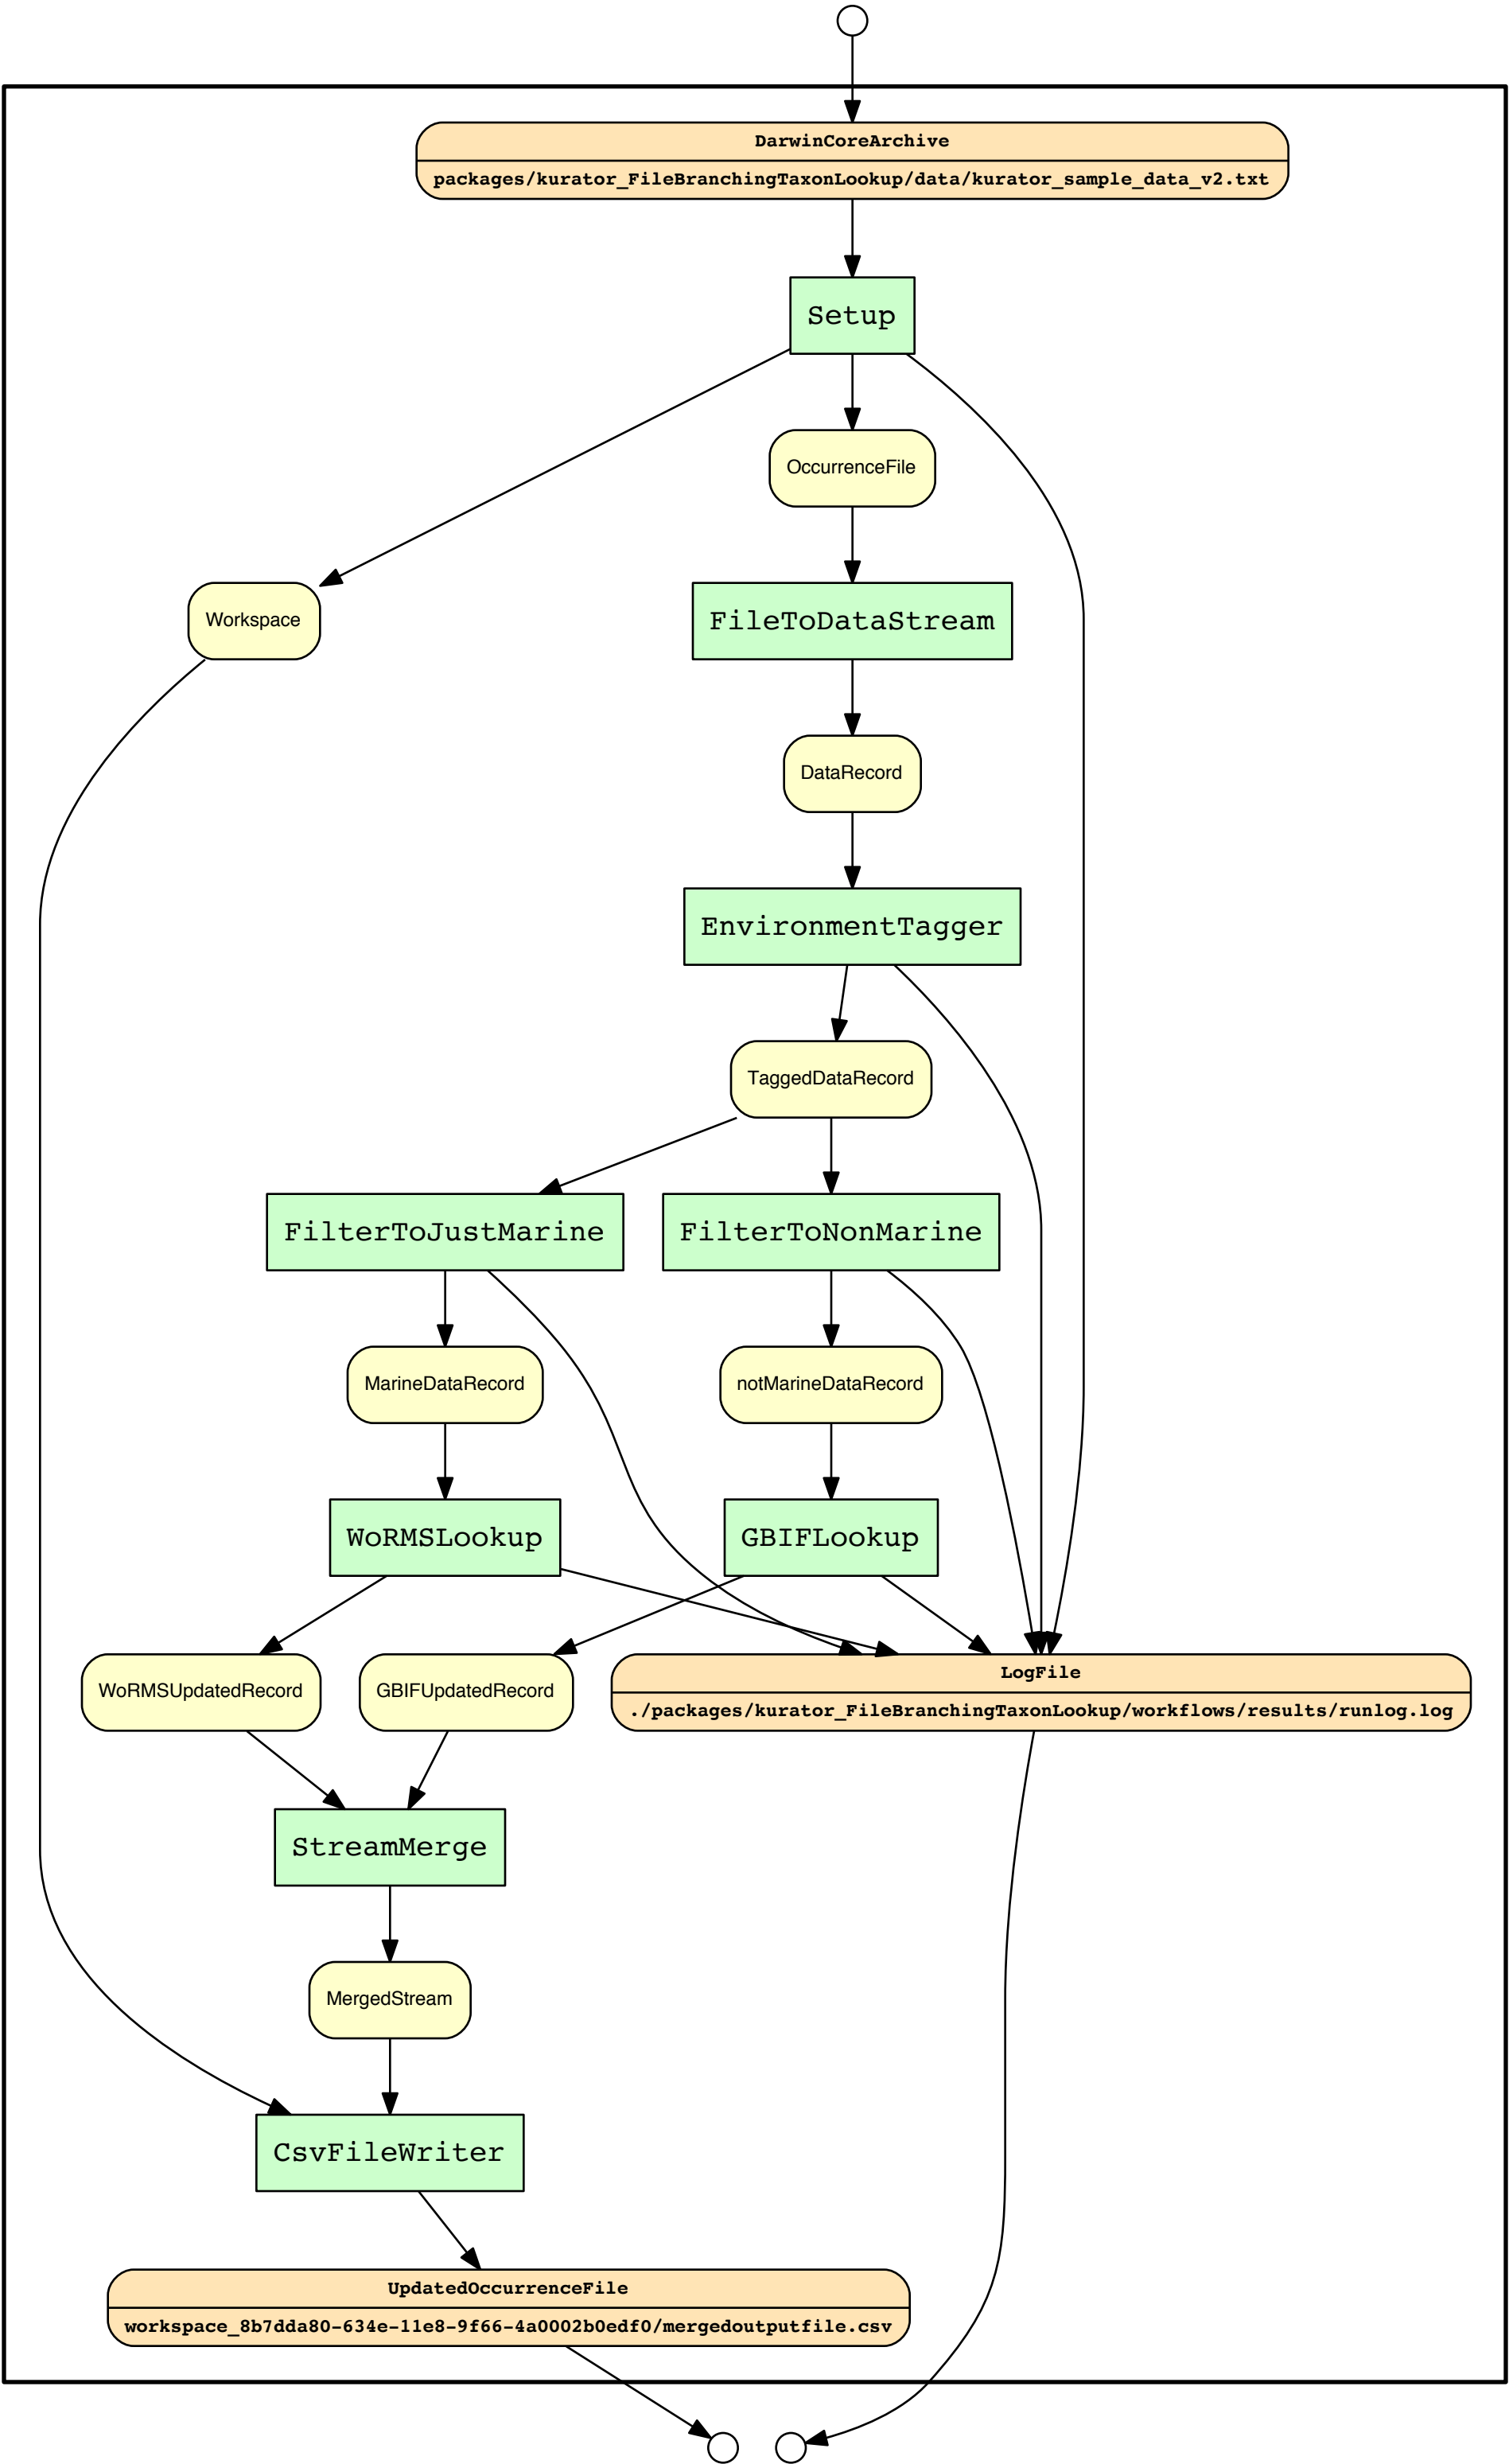 DarwinCoreArchive
packages/kurator_FileBranchingTaxonLookup/data/kurator_sample_data_v2.txt
Setup
OccurrenceFile
Workspace
FileToDataStream
DataRecord
EnvironmentTagger
TaggedDataRecord
FilterToJustMarine
FilterToNonMarine
MarineDataRecord
notMarineDataRecord
WoRMSLookup
GBIFLookup
WoRMSUpdatedRecord
GBIFUpdatedRecord
LogFile
./packages/kurator_FileBranchingTaxonLookup/workflows/results/runlog.log
StreamMerge
MergedStream
CsvFileWriter
UpdatedOccurrenceFile
workspace_8b7dda80-634e-11e8-9f66-4a0002b0edf0/mergedoutputfile.csv